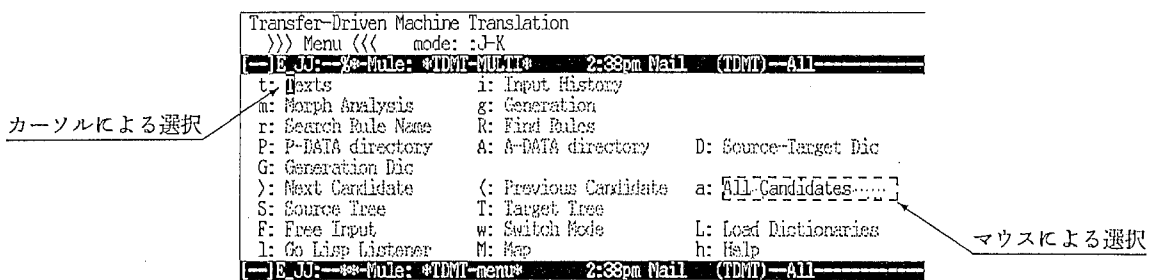 Transfer-Driven Machine Translation
>>> Menu <<< mode: :J-K
[--]E_JJ:--%*-Mule: *TDMT-MULTI* 2:38pm Mail (TDMT)--All
t: Texts i: Input History
m: Morph Analysis g: Generation
カーソルによる選択
r: Search Rule Name R: Find Rules
P: P-DATA directory A: A-DATA directory D: Source-Target Dic
G: Generation Dic
>: Next Candidate <: Previous Candidate a: All Candidates
S: Source Tree T: Target Tree
F: Free Input w: Switch Mode L: Load Dictionaries
マウスによる選択
l: Go Lisp Listener M: Map h: Help
[--]E_JJ:--**-Mule: *TDMT-menu* 2:38pm Mail (TDMT)--All